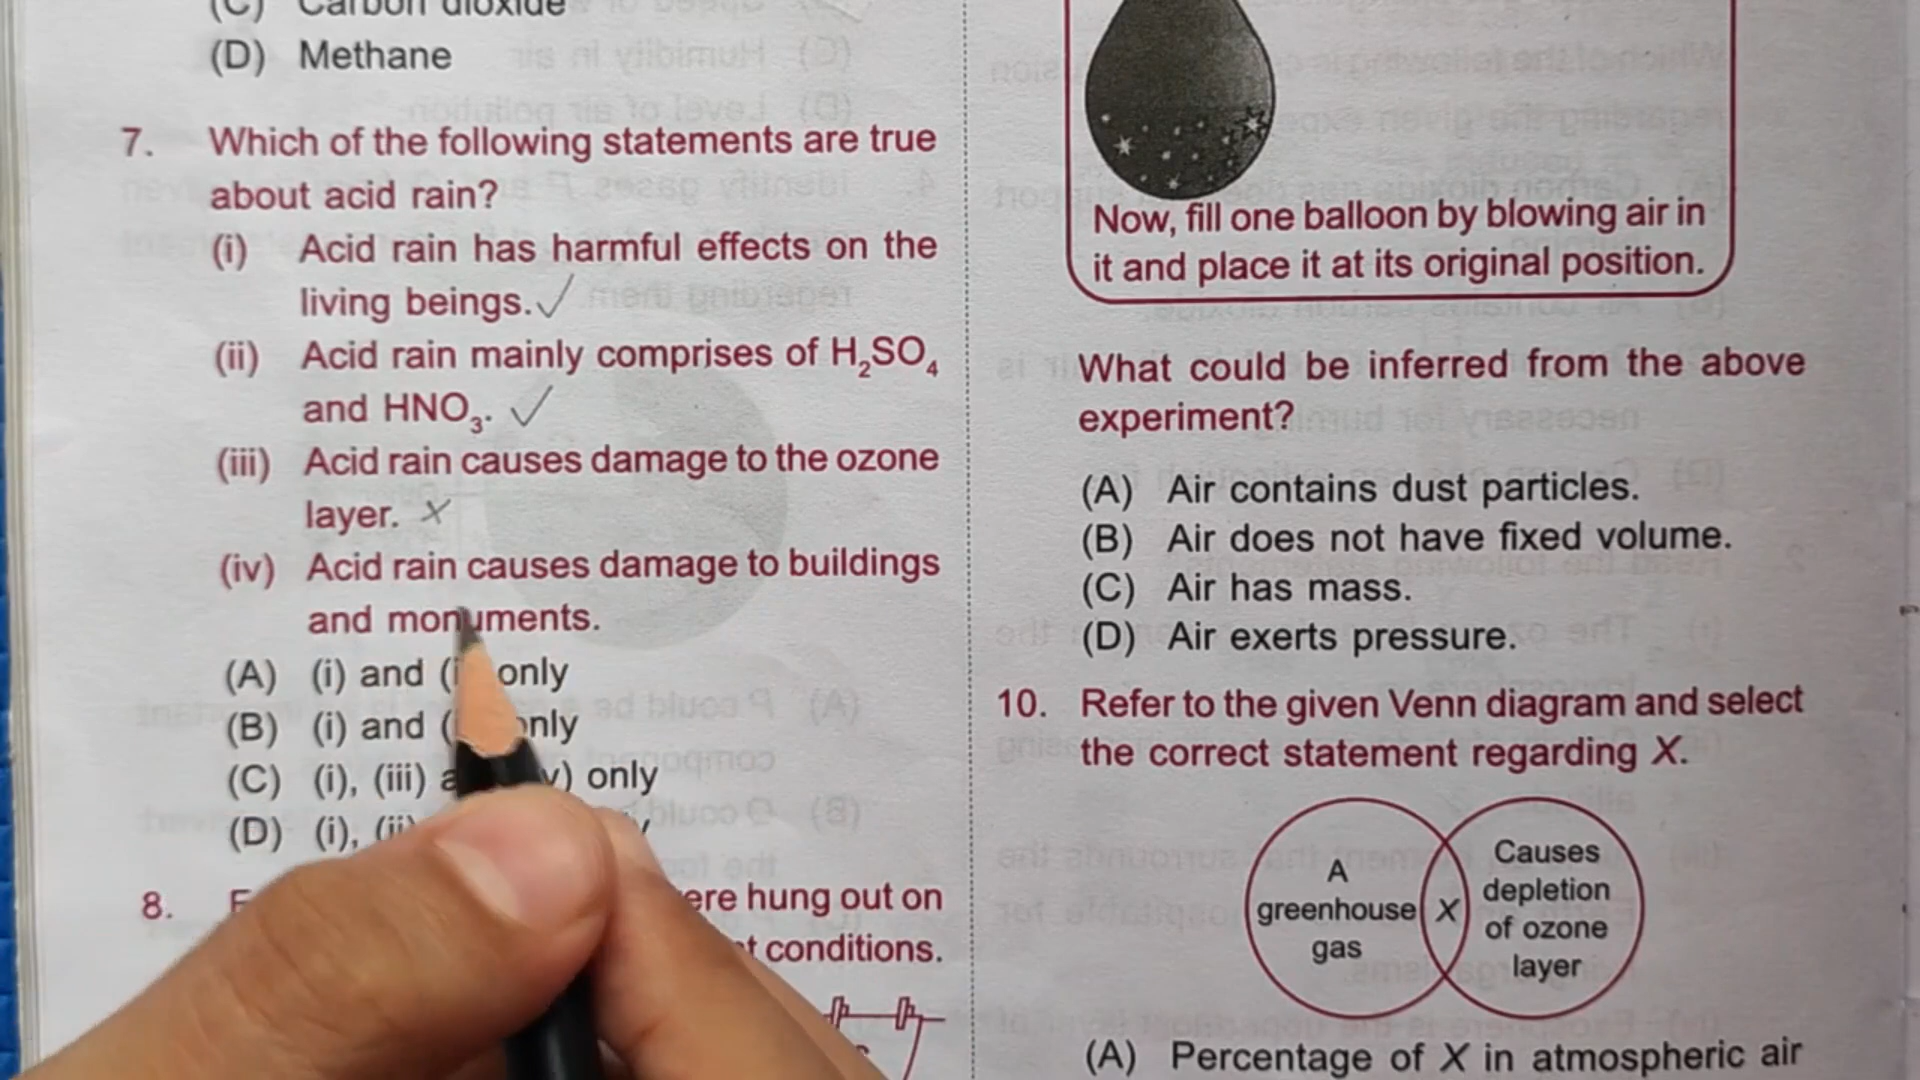 (C) Carbon dioxide
(D) Methane
7. Which of the following statements are true
about acid rain?
(i) Acid rain has harmful effects on the
living beings. ✓
(ii) Acid rain mainly comprises of H₂SO₄
and HNO₃. ✓
(iii) Acid rain causes damage to the ozone
layer. x
(iv) Acid rain causes damage to buildings
and monuments.
(A) (i) and only
(B) (i) and only
(C) (i), (iii) only
(D) (i), (ii)
8. were hung out on
conditions.
Now, fill one balloon by blowing air in
it and place it at its original position.
What could be inferred from the above
experiment?
(A) Air contains dust particles.
(B) Air does not have fixed volume.
(C) Air has mass.
(D) Air exerts pressure.
10. Refer to the given Venn diagram and select
the correct statement regarding X.
A
greenhouse
gas
X
Causes
depletion
of ozone
layer
(A) Percentage of X in atmospheric air